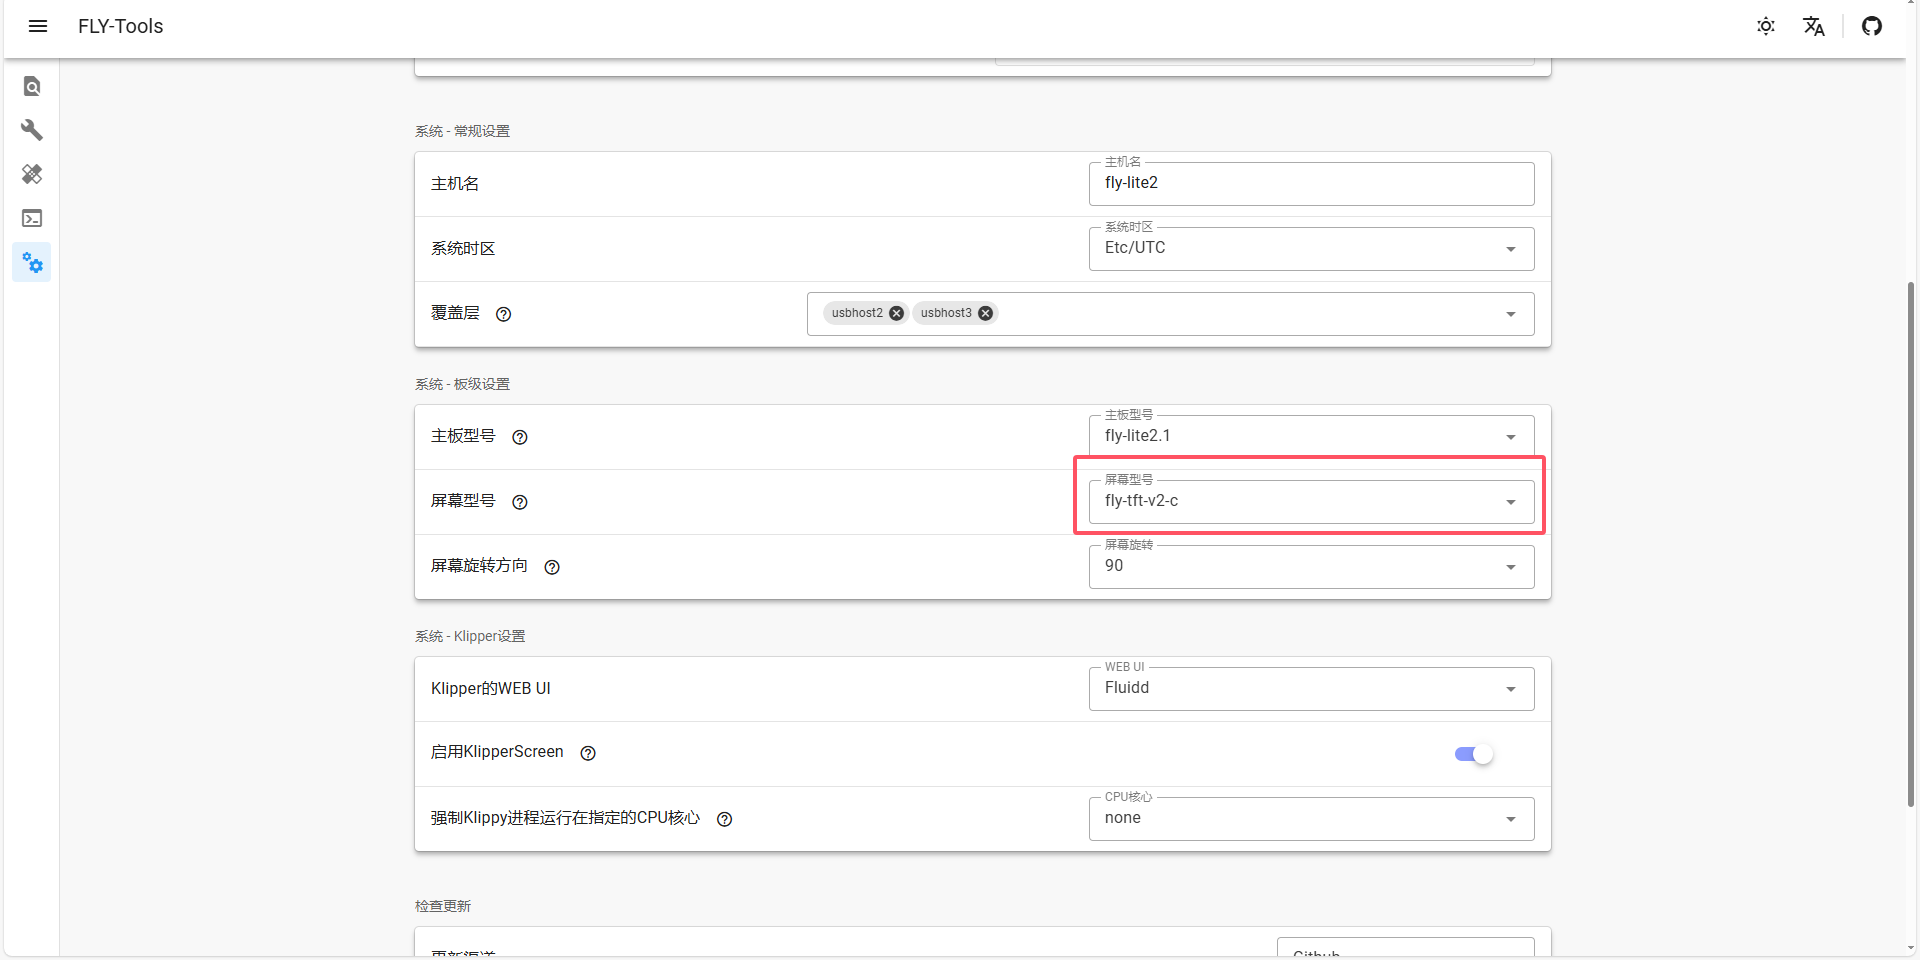 FLY-Tools
系统 - 常规设置
主机名
主机名
fly-lite2
系统时区
系统时区
Etc/UTC
覆盖层
usbhost2
usbhost3
系统 - 板级设置
主板型号
主板型号
fly-lite2.1
屏幕型号
屏幕型号
fly-tft-v2-c
屏幕旋转方向
屏幕旋转
90
系统 - Klipper设置
Klipper的WEB UI
WEB UI
Fluidd
启用KlipperScreen
强制Klippy进程运行在指定的CPU核心
CPU核心
none
检查更新
更新渠道
Github